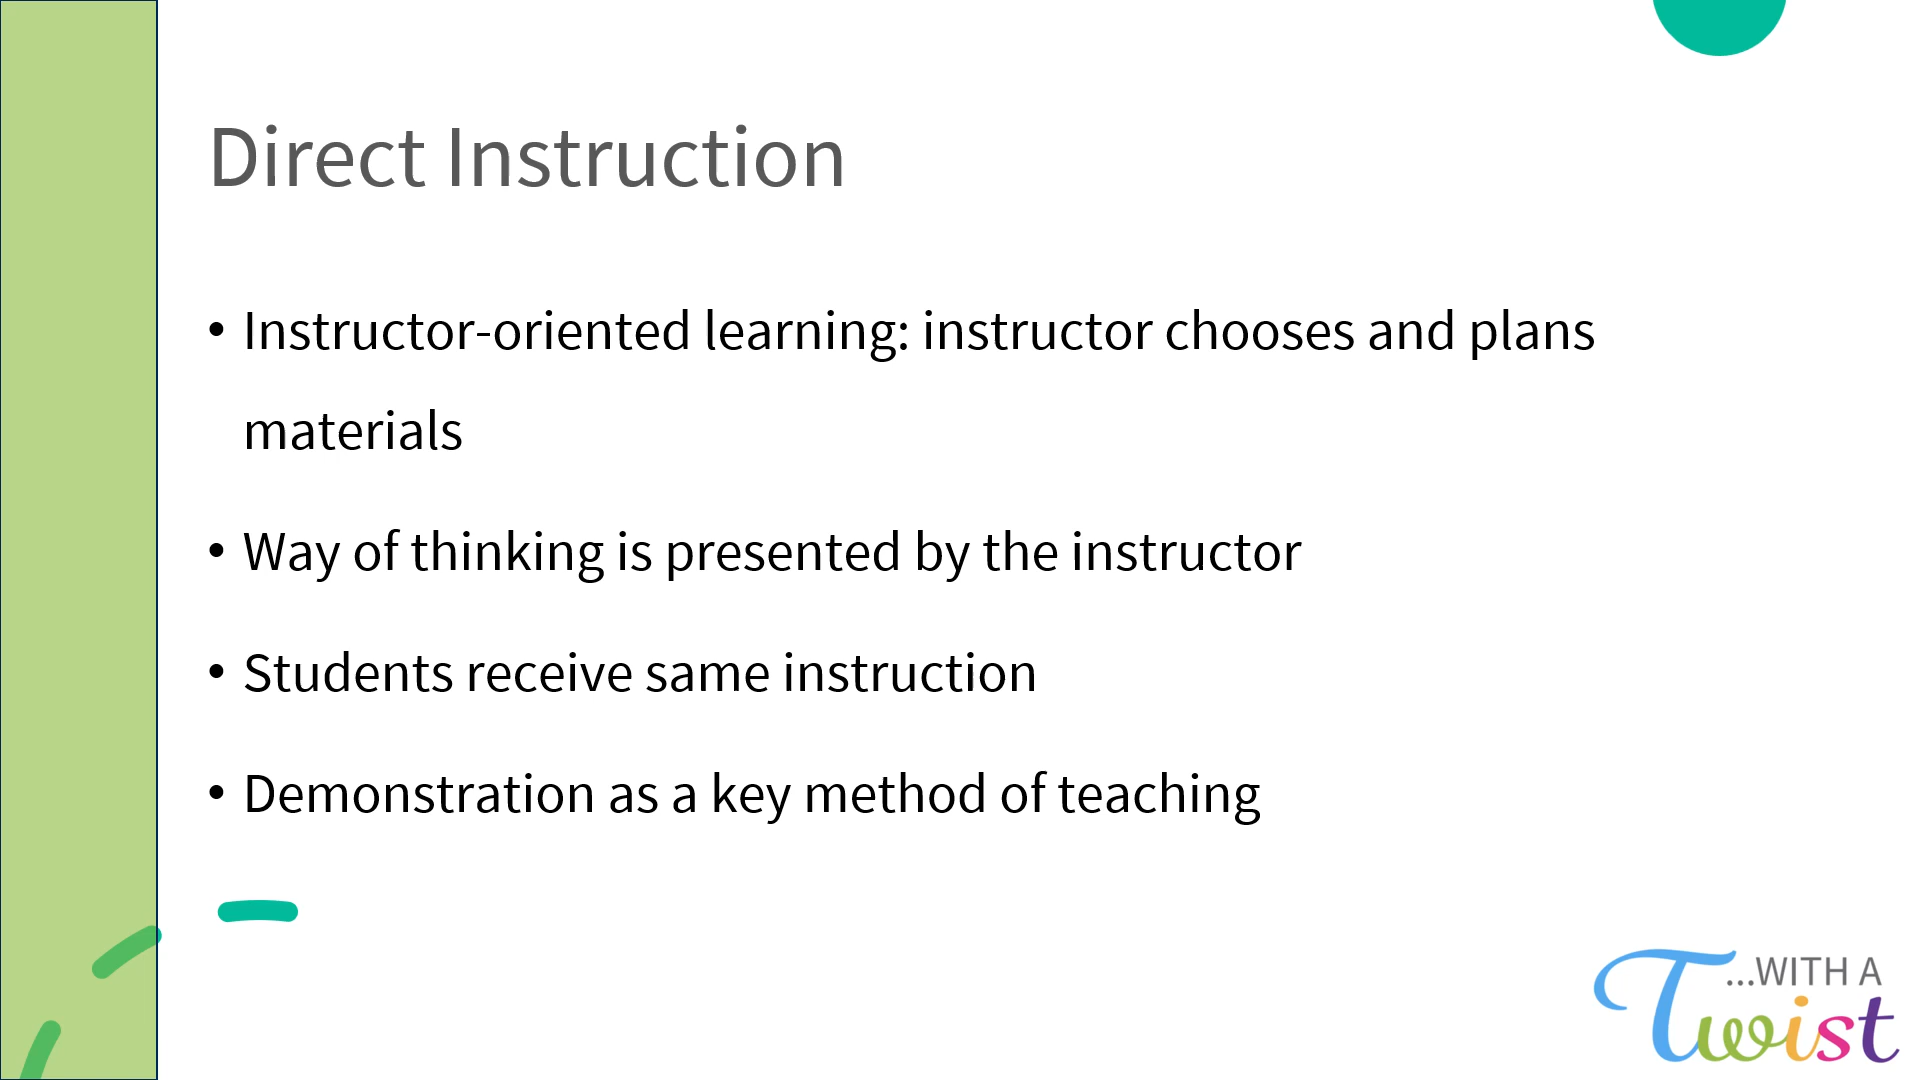 Direct Instruction
• Instructor-oriented learning: instructor chooses and plans
materials
• Way of thinking is presented by the instructor
• Students receive same instruction
• Demonstration as a key method of teaching
...WITH A
Twist